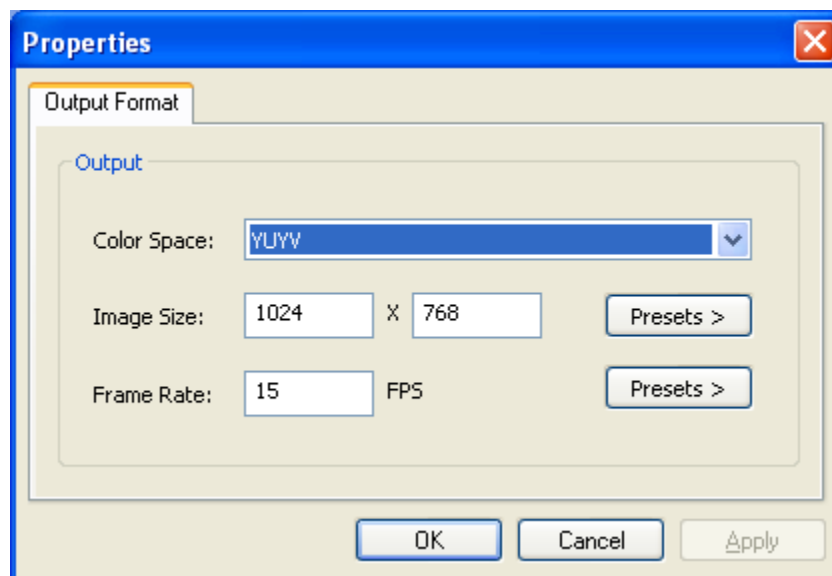 Properties
Output Format
Output
Color Space: YUYV
Image Size: 1024 X 768 Presets >
Frame Rate: 15 FPS Presets >
OK Cancel Apply